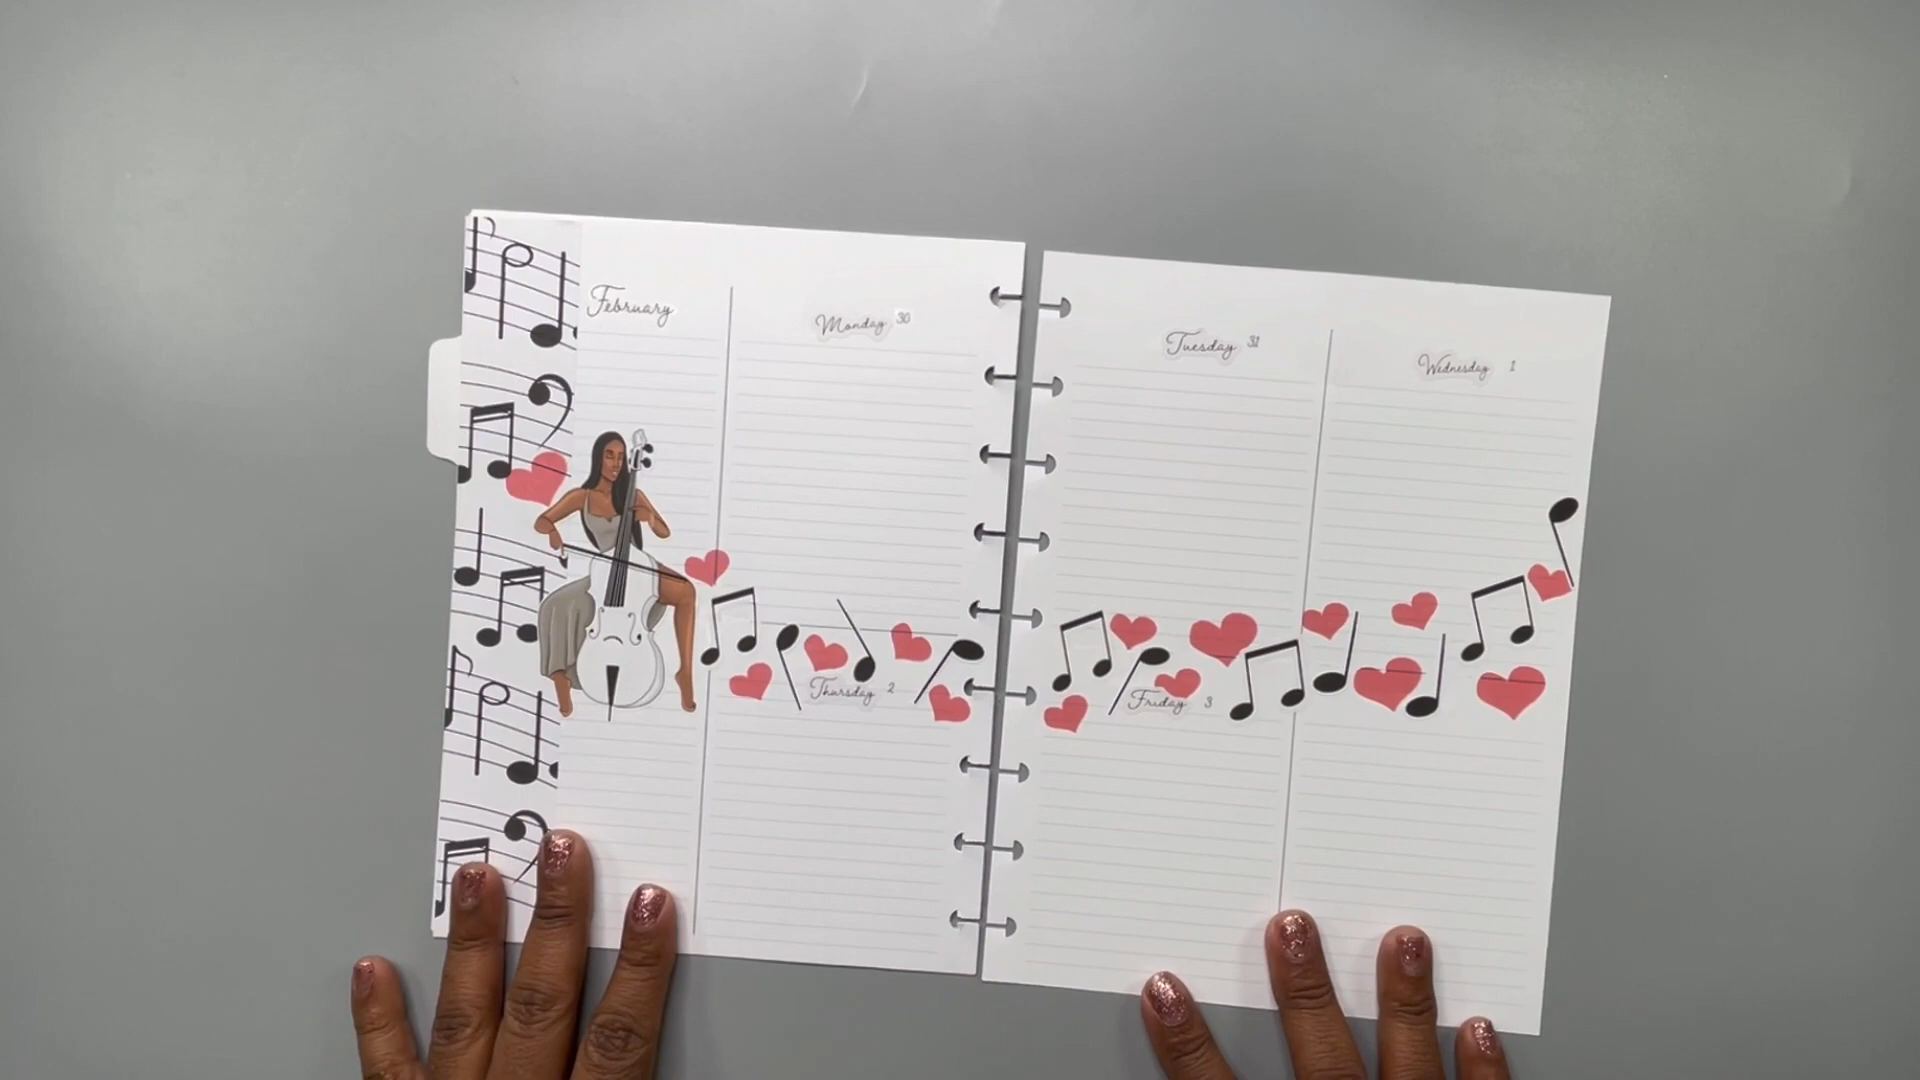 February
Monday 30
Tuesday 31
Wednesday 1
Thursday 2
Friday 3